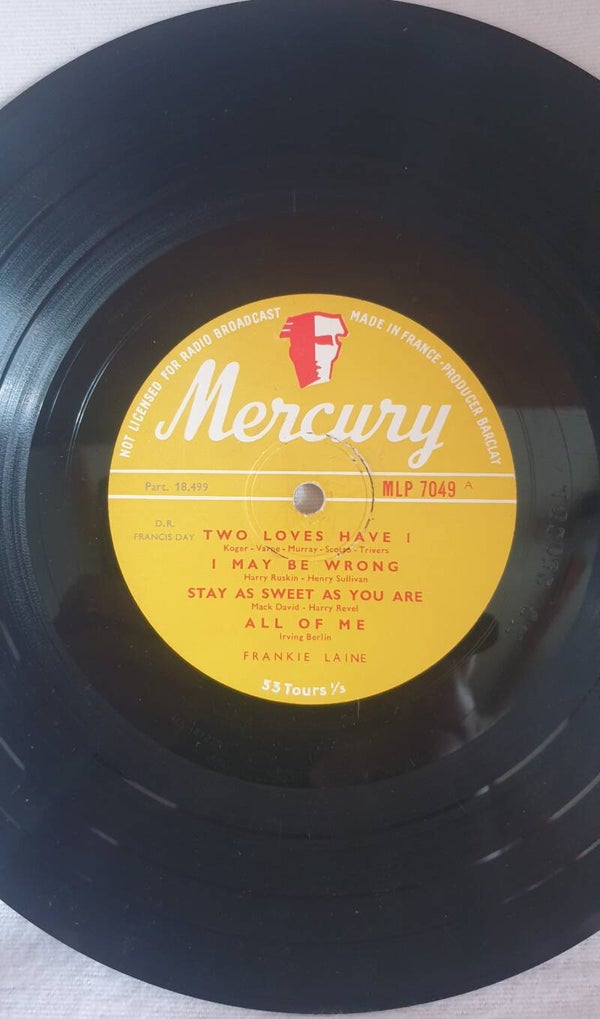 NOT LICENSED FOR RADIO BROADCAST
MADE IN FRANCE-PRODUCER BARCLAY
Mercury
Part. 18,499
MLP 7049 A
D.R.
FRANCIS DAY
TWO LOVES HAVE I
Koger - Varne - Murray - Scotto - Trivers
I MAY BE WRONG
Harry Ruskin - Henry Sullivan
STAY AS SWEET AS YOU ARE
Mack David - Harry Revel
ALL OF ME
Irving Berlin
FRANKIE LAINE
33 Tours 1/3